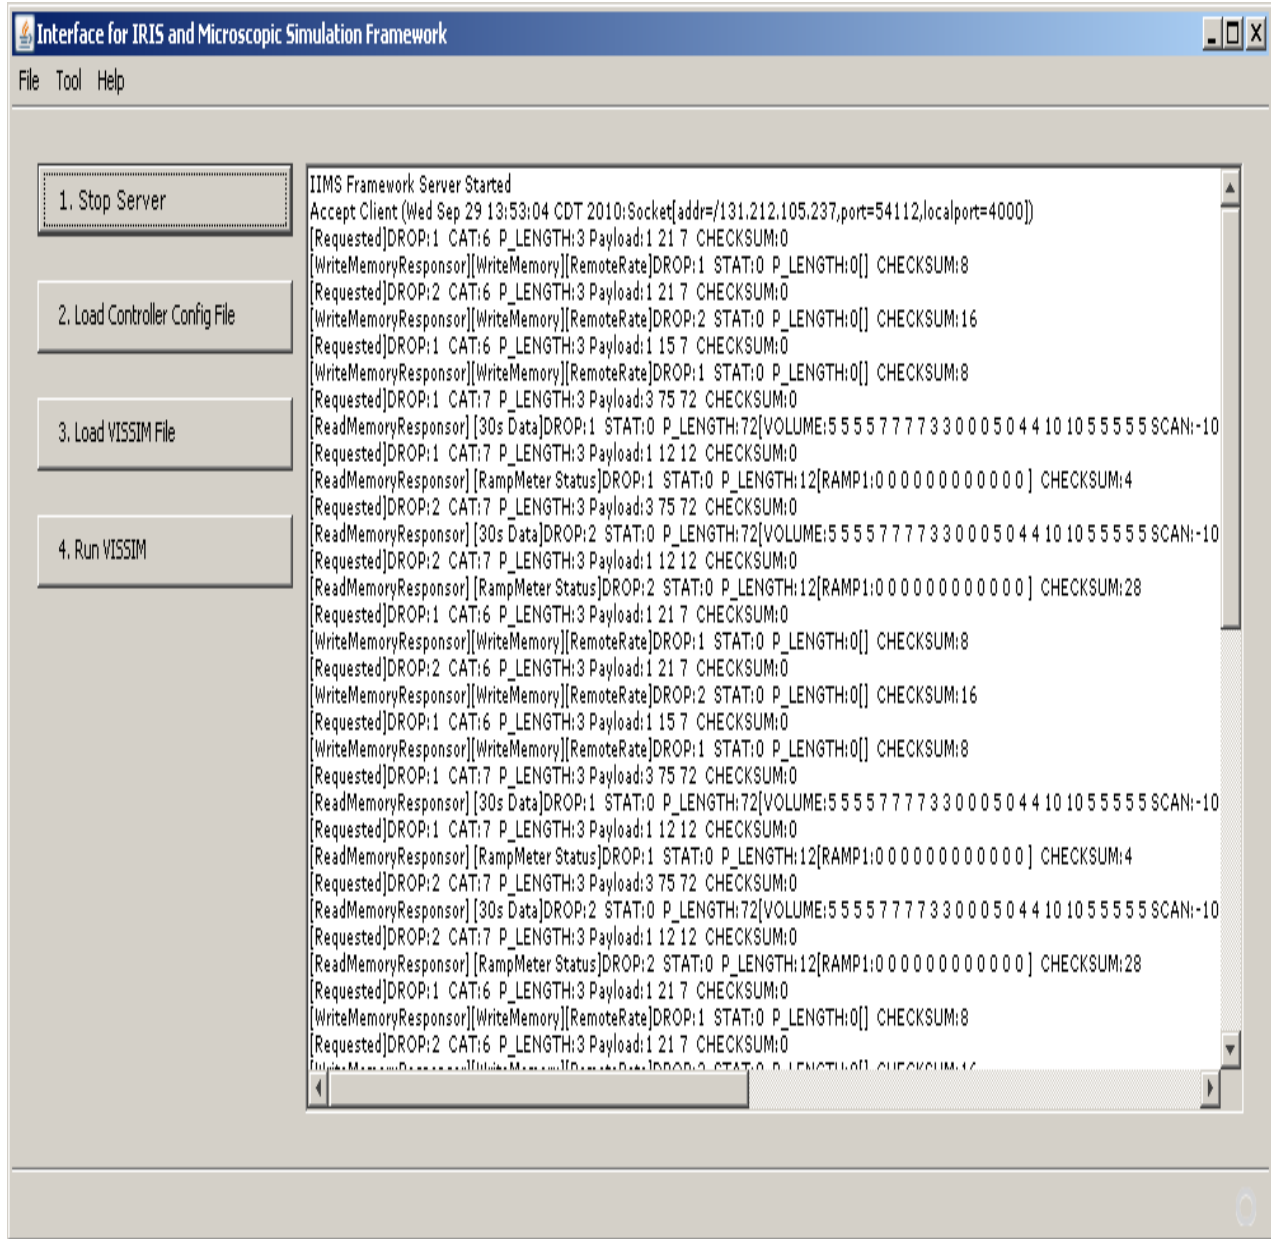 Interface for IRIS and Microscopic Simulation Framework
File Tool Help
1. Stop Server
2. Load Controller Config File
3. Load VISSIM File
4. Run VISSIM
IIMS Framework Server Started
Accept Client (Wed Sep 29 13:53:04 CDT 2010:Socket[addr=/131.212.105.237,port=54112,localport=4000])
[Requested]DROP:1 CAT:6 P_LENGTH:3 Payload:1 21 7 CHECKSUM:0
[WriteMemoryResponsor][WriteMemory][RemoteRate]DROP:1 STAT:0 P_LENGTH:0[] CHECKSUM:8
[Requested]DROP:2 CAT:6 P_LENGTH:3 Payload:1 21 7 CHECKSUM:0
[WriteMemoryResponsor][WriteMemory][RemoteRate]DROP:2 STAT:0 P_LENGTH:0[] CHECKSUM:16
[Requested]DROP:1 CAT:6 P_LENGTH:3 Payload:1 15 7 CHECKSUM:0
[WriteMemoryResponsor][WriteMemory][RemoteRate]DROP:1 STAT:0 P_LENGTH:0[] CHECKSUM:8
[Requested]DROP:1 CAT:7 P_LENGTH:3 Payload:3 75 72 CHECKSUM:0
[ReadMemoryResponsor] [30s Data]DROP:1 STAT:0 P_LENGTH:72[VOLUME:5 5 5 5 7 7 7 7 3 3 0 0 0 5 0 4 4 10 10 5 5 5 5 5 SCAN:-10
[Requested]DROP:1 CAT:7 P_LENGTH:3 Payload:1 12 12 CHECKSUM:0
[ReadMemoryResponsor] [RampMeter Status]DROP:1 STAT:0 P_LENGTH:12[RAMP1:0 0 0 0 0 0 0 0 0 0 0 0 ] CHECKSUM:4
[Requested]DROP:2 CAT:7 P_LENGTH:3 Payload:3 75 72 CHECKSUM:0
[ReadMemoryResponsor] [30s Data]DROP:2 STAT:0 P_LENGTH:72[VOLUME:5 5 5 5 7 7 7 7 3 3 0 0 0 5 0 4 4 10 10 5 5 5 5 5 SCAN:-10
[Requested]DROP:2 CAT:7 P_LENGTH:3 Payload:1 12 12 CHECKSUM:0
[ReadMemoryResponsor] [RampMeter Status]DROP:2 STAT:0 P_LENGTH:12[RAMP1:0 0 0 0 0 0 0 0 0 0 0 0 ] CHECKSUM:28
[Requested]DROP:1 CAT:6 P_LENGTH:3 Payload:1 21 7 CHECKSUM:0
[WriteMemoryResponsor][WriteMemory][RemoteRate]DROP:1 STAT:0 P_LENGTH:0[] CHECKSUM:8
[Requested]DROP:2 CAT:6 P_LENGTH:3 Payload:1 21 7 CHECKSUM:0
[WriteMemoryResponsor][WriteMemory][RemoteRate]DROP:2 STAT:0 P_LENGTH:0[] CHECKSUM:16
[Requested]DROP:1 CAT:6 P_LENGTH:3 Payload:1 15 7 CHECKSUM:0
[WriteMemoryResponsor][WriteMemory][RemoteRate]DROP:1 STAT:0 P_LENGTH:0[] CHECKSUM:8
[Requested]DROP:1 CAT:7 P_LENGTH:3 Payload:3 75 72 CHECKSUM:0
[ReadMemoryResponsor] [30s Data]DROP:1 STAT:0 P_LENGTH:72[VOLUME:5 5 5 5 7 7 7 7 3 3 0 0 0 5 0 4 4 10 10 5 5 5 5 5 SCAN:-10
[Requested]DROP:1 CAT:7 P_LENGTH:3 Payload:1 12 12 CHECKSUM:0
[ReadMemoryResponsor] [RampMeter Status]DROP:1 STAT:0 P_LENGTH:12[RAMP1:0 0 0 0 0 0 0 0 0 0 0 0 ] CHECKSUM:4
[Requested]DROP:2 CAT:7 P_LENGTH:3 Payload:3 75 72 CHECKSUM:0
[ReadMemoryResponsor] [30s Data]DROP:2 STAT:0 P_LENGTH:72[VOLUME:5 5 5 5 7 7 7 7 3 3 0 0 0 5 0 4 4 10 10 5 5 5 5 5 SCAN:-10
[Requested]DROP:2 CAT:7 P_LENGTH:3 Payload:1 12 12 CHECKSUM:0
[ReadMemoryResponsor] [RampMeter Status]DROP:2 STAT:0 P_LENGTH:12[RAMP1:0 0 0 0 0 0 0 0 0 0 0 0 ] CHECKSUM:28
[Requested]DROP:1 CAT:6 P_LENGTH:3 Payload:1 21 7 CHECKSUM:0
[WriteMemoryResponsor][WriteMemory][RemoteRate]DROP:1 STAT:0 P_LENGTH:0[] CHECKSUM:8
[Requested]DROP:2 CAT:6 P_LENGTH:3 Payload:1 21 7 CHECKSUM:0
[WriteMemoryResponsor][WriteMemory][RemoteRate]DROP:2 STAT:0 P_LENGTH:0[] CHECKSUM:16